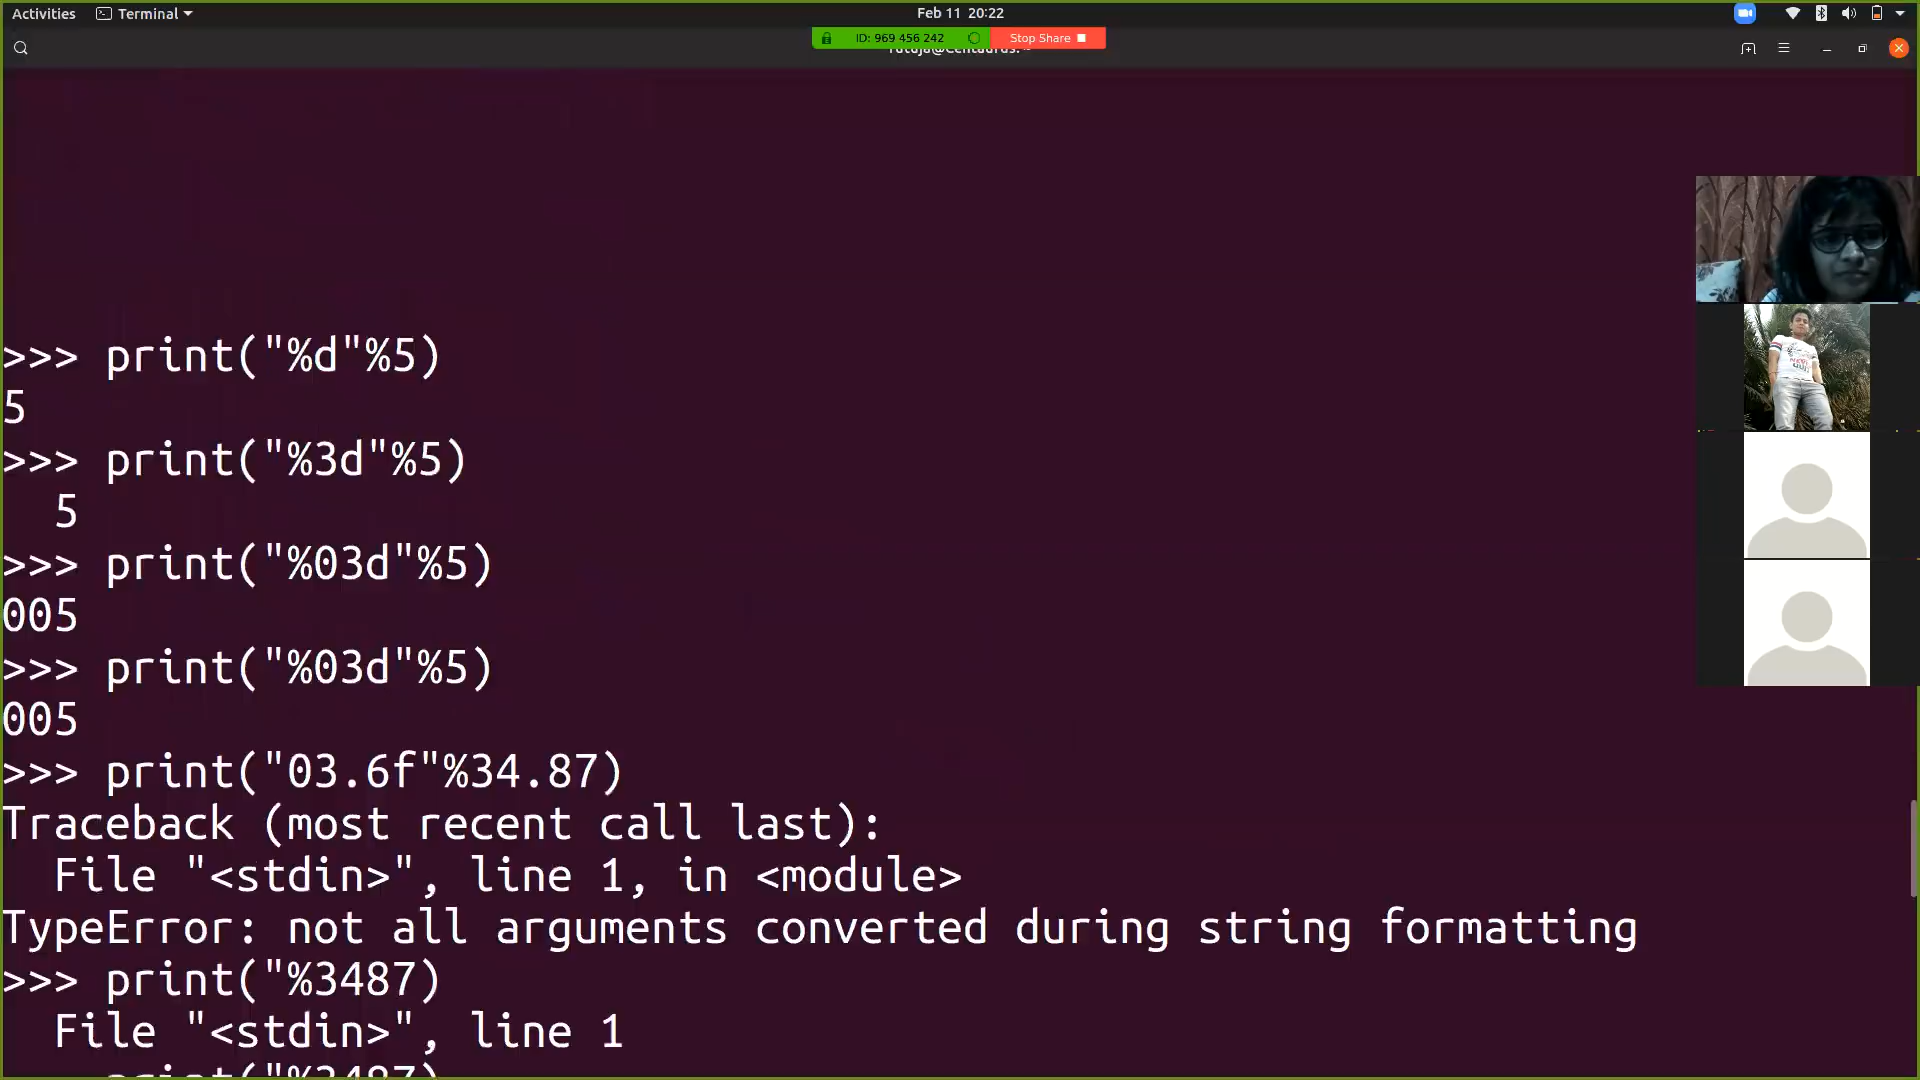 Activities Terminal Feb 11 20:22
ID: 969 456 242 Stop Share
>>> print("%d"%5)
5
>>> print("%3d"%5)
  5
>>> print("%03d"%5)
005
>>> print("%03d"%5)
005
>>> print("03.6f"%34.87)
Traceback (most recent call last):
  File "<stdin>", line 1, in <module>
TypeError: not all arguments converted during string formatting
>>> print("%3487)
  File "<stdin>", line 1
    print("%3487)